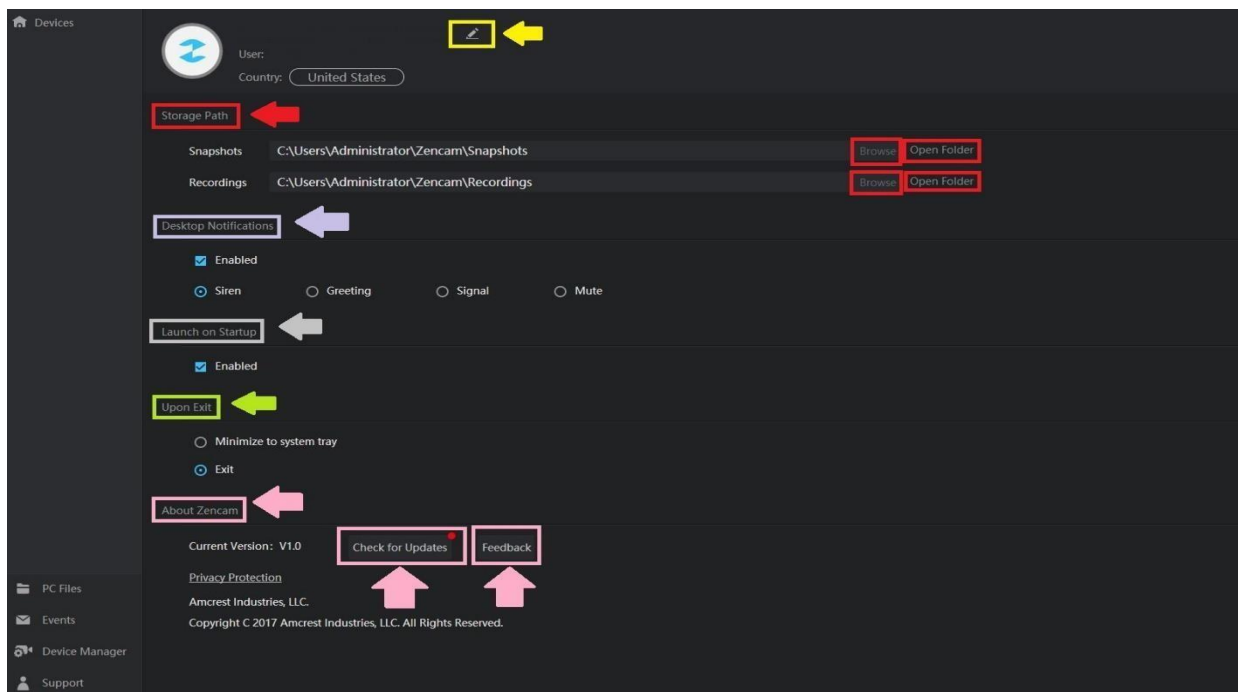 Devices
User:
Country: United States
Storage Path
Snapshots C:\Users\Administrator\Zencam\Snapshots Browse Open Folder
Recordings C:\Users\Administrator\Zencam\Recordings Browse Open Folder
Desktop Notifications
Enabled
Siren Greeting Signal Mute
Launch on Startup
Enabled
Upon Exit
Minimize to system tray
Exit
About Zencam
Current Version: V1.0 Check for Updates Feedback
Privacy Protection
Amcrest Industries, LLC.
Copyright C 2017 Amcrest Industries, LLC. All Rights Reserved.
PC Files
Events
Device Manager
Support